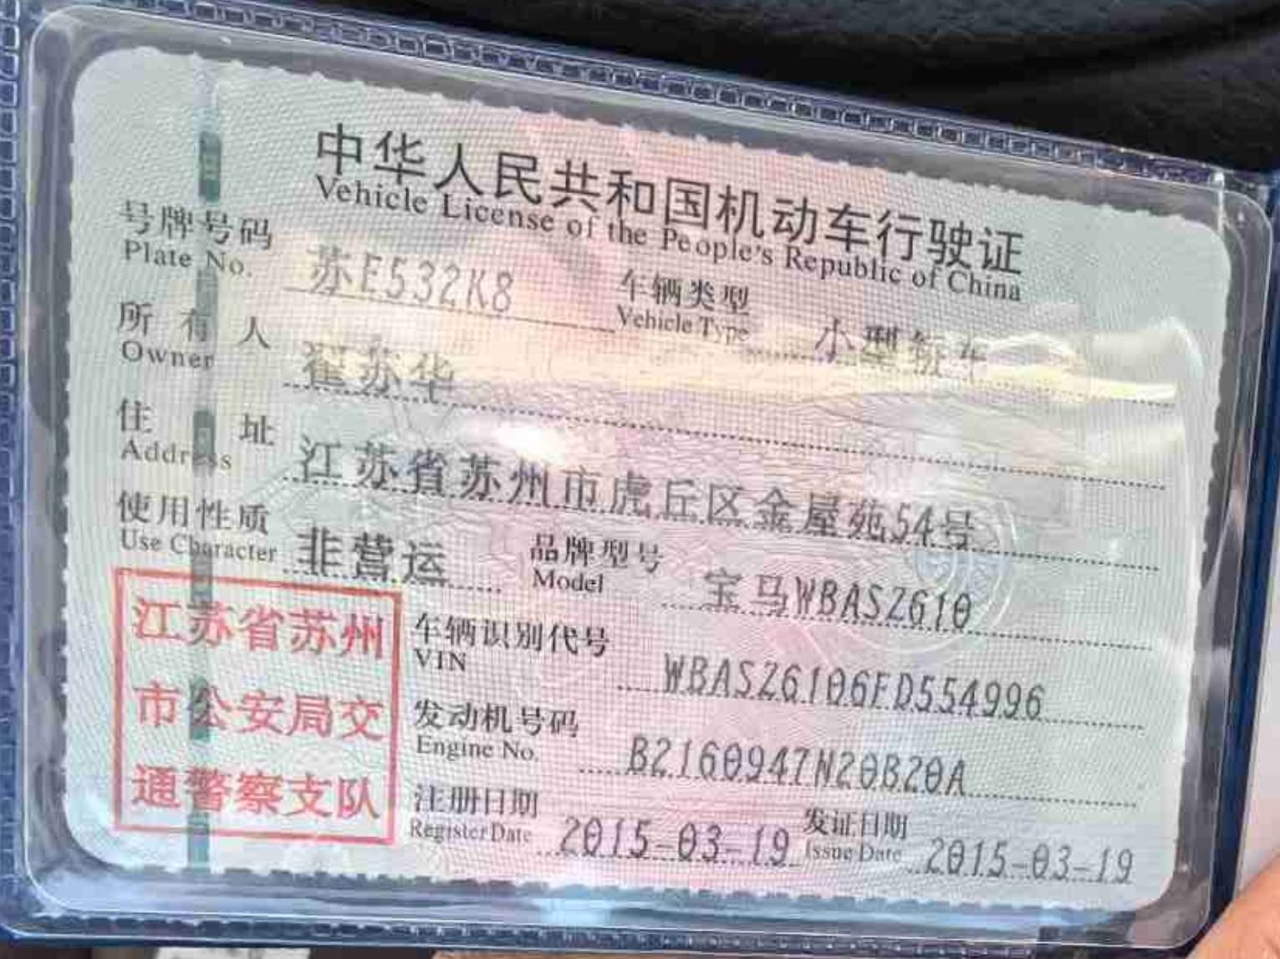 中华人民共和国机动车行驶证
Vehicle License of the People's Republic of China
号牌号码 苏E532K8 车辆类型 小型轿车
Plate No. Vehicle Type
所有人 翟苏华
Owner
住址 江苏省苏州市虎丘区金屋苑54号
Address
使用性质 非营运 品牌型号 宝马WBASZ610
Use Character Model
江苏省苏州
市公安局交
通警察支队
车辆识别代号 WBASZ6106FD554996
VIN
发动机号码 B2160947N20B20A
Engine No.
注册日期 2015-03-19 发证日期 2015-03-19
Register Date Issue Date